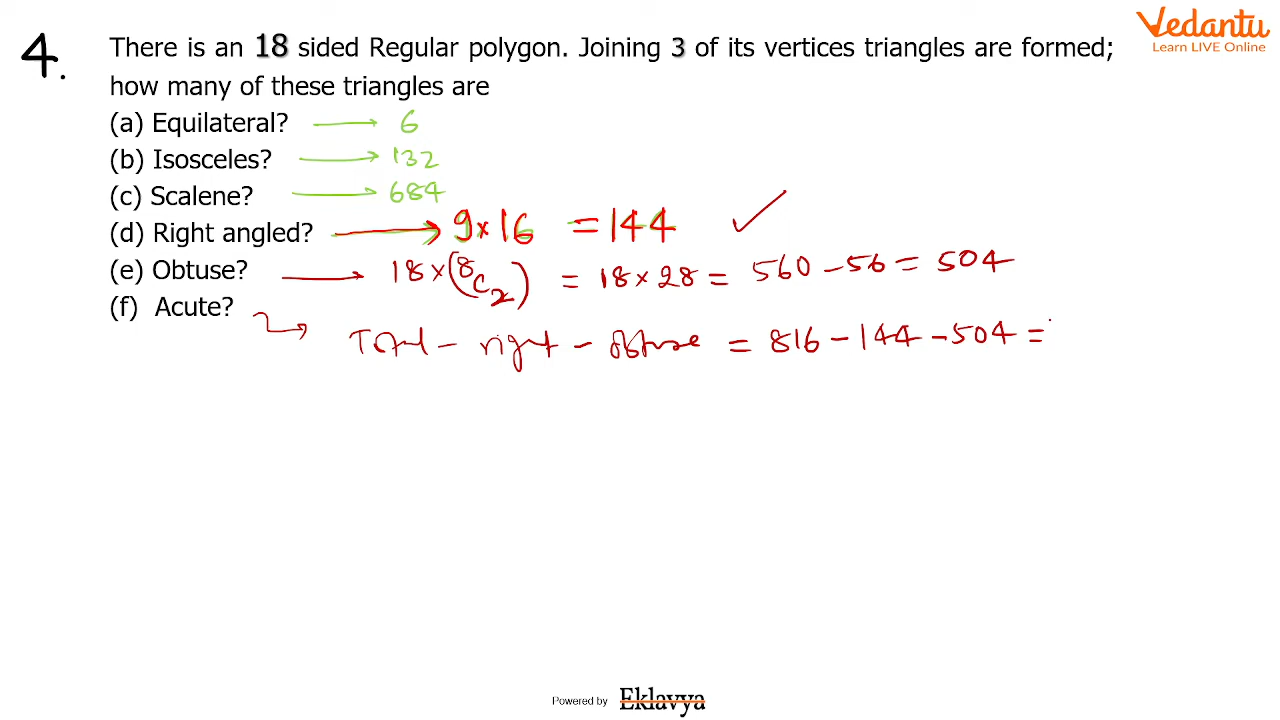 Vedantu
Learn LIVE Online
4.
There is an 18 sided Regular polygon. Joining 3 of its vertices triangles are formed;
how many of these triangles are
(a) Equilateral? → 6
(b) Isosceles? → 132
(c) Scalene? → 684
(d) Right angled? → 9 × 16 = 144 ✓
(e) Obtuse? → 18 × (⁸C₂) = 18 × 28 = 560 - 56 = 504
(f) Acute?
→ Total - right - obtuse = 816 - 144 - 504 =
Powered by Eklavya